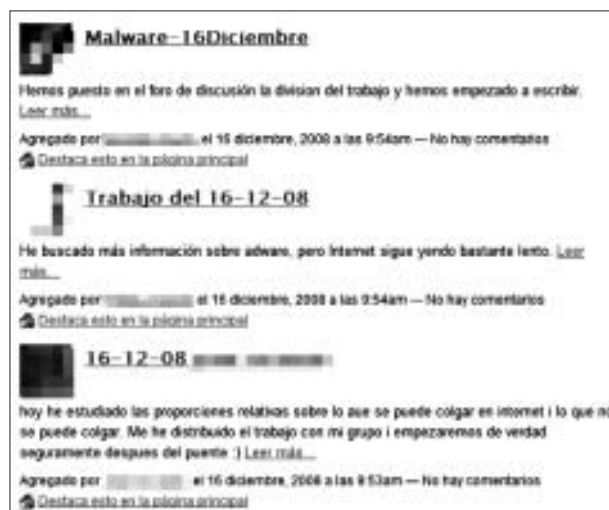 Malware-16Diciembre
Hemos puesto en el foro de discusión la division del trabajo y hemos empezado a escribir.
Leer más...
Agregado por el 16 diciembre, 2008 a las 9:54am — No hay comentarios
Destaca esto en la página principal
Trabajo del 16-12-08
He buscado más información sobre adware, pero Internet sigue yendo bastante lento. Leer
más...
Agregado por el 16 diciembre, 2008 a las 9:54am — No hay comentarios
Destaca esto en la página principal
16-12-08
hoy he estudiado las proporciones relativas sobre lo aue se puede colgar en internet i lo que no
se puede colgar. Me he distribuido el trabajo con mi grupo i empezaremos de verdad
seguramente despues del puente :) Leer más...
Agregado por el 16 diciembre, 2008 a las 9:53am — No hay comentarios
Destaca esto en la página principal